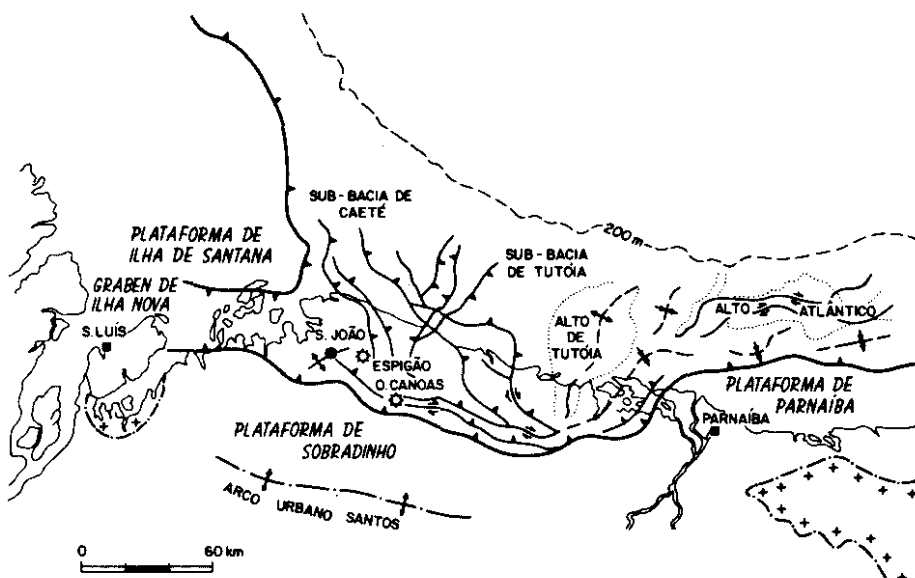 SUB-BACIA DE
CAETÉ
200m
PLATAFORMA DE
ILHA DE SANTANA
SUB-BACIA
DE TUTÓIA
GRABEN DE
ILHA NOVA
S. LUÍS
S. JOÃO
ESPIGÃO
O. CANOAS
ALTO
DE
TUTÓIA
ALTO
ATLÂNTICO
PLATAFORMA DE
PARNAÍBA
PARNAÍBA
PLATAFORMA DE
SOBRADINHO
ARCO URBANO SANTOS
0 60 km